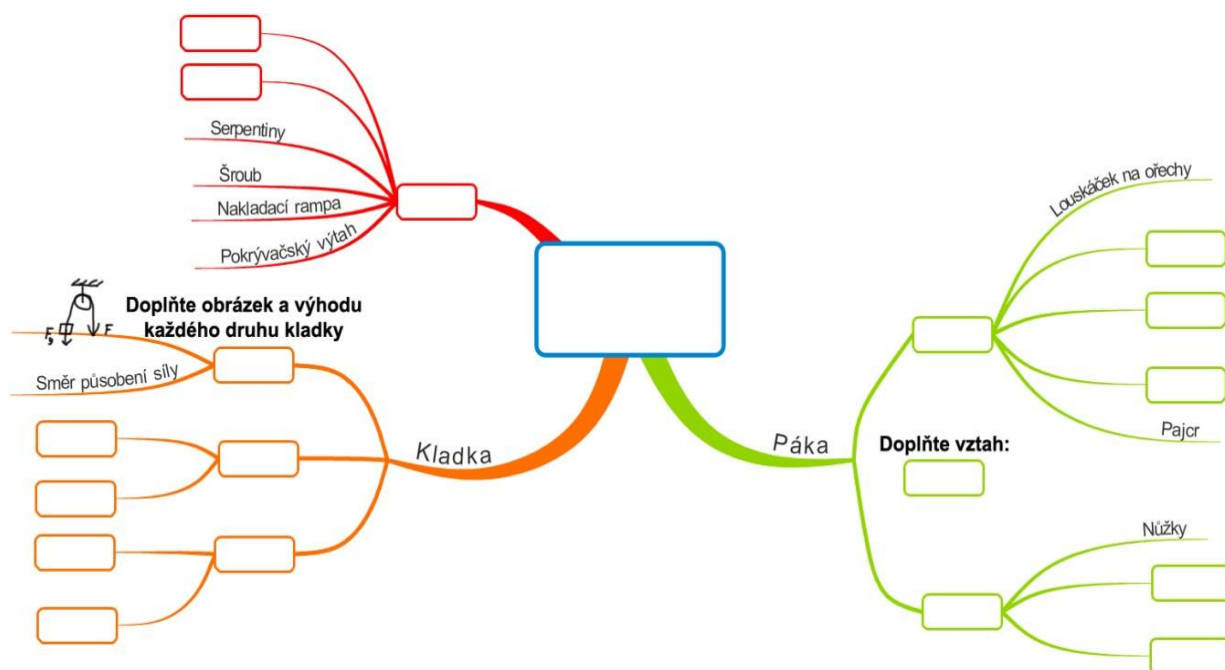 Serpentiny
Šroub
Nakladací rampa
Pokrývačský výtah
Doplňte obrázek a výhodu
každého druhu kladky
Fg F
Směr působení síly
Kladka
Páka
Louskáček na ořechy
Pajcr
Doplňte vztah:
Nůžky